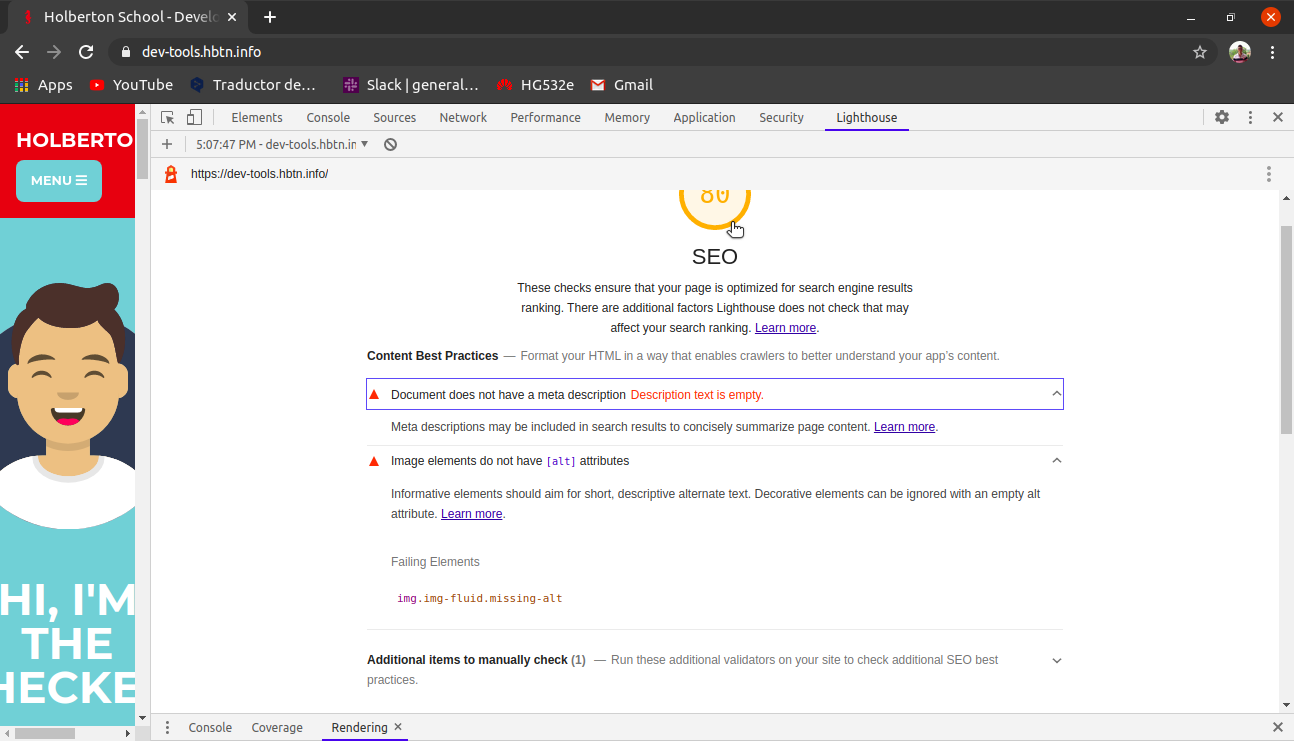 Holberton School - Develo
dev-tools.hbtn.info
Apps YouTube Traductor de... Slack | general... HG532e Gmail
HOLBERTO
MENU
HI, I'M
THE
HECKE
Elements Console Sources Network Performance Memory Application Security Lighthouse
5:07:47 PM - dev-tools.hbtn.in
https://dev-tools.hbtn.info/
80
SEO
These checks ensure that your page is optimized for search engine results
ranking. There are additional factors Lighthouse does not check that may
affect your search ranking. Learn more.
Content Best Practices — Format your HTML in a way that enables crawlers to better understand your app's content.
Document does not have a meta description Description text is empty.
Meta descriptions may be included in search results to concisely summarize page content. Learn more.
Image elements do not have [alt] attributes
Informative elements should aim for short, descriptive alternate text. Decorative elements can be ignored with an empty alt
attribute. Learn more.
Failing Elements
img.img-fluid.missing-alt
Additional items to manually check (1) — Run these additional validators on your site to check additional SEO best
practices.
Console Coverage Rendering